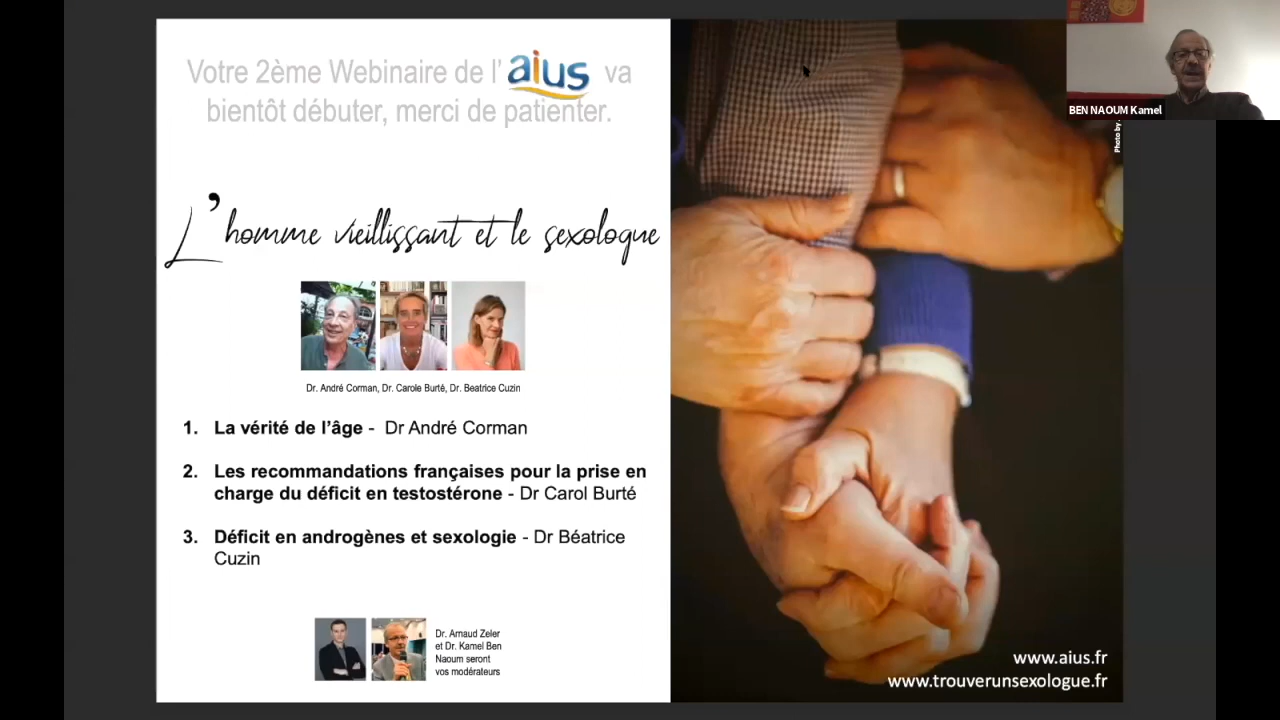 Votre 2ème Webinaire de l' aius va
bientôt débuter, merci de patienter.
L'homme vieillissant et le sexologue
Dr. André Corman, Dr. Carole Burté, Dr. Beatrice Cuzin
1. La vérité de l'âge - Dr André Corman
2. Les recommandations françaises pour la prise en
charge du déficit en testostérone - Dr Carol Burté
3. Déficit en androgènes et sexologie - Dr Béatrice
Cuzin
Dr. Arnaud Zeler
et Dr. Kamel Ben
Naoum seront
vos modérateurs
BEN NAOUM Kamel
Photo by
www.aius.fr
www.trouverunsexologue.fr